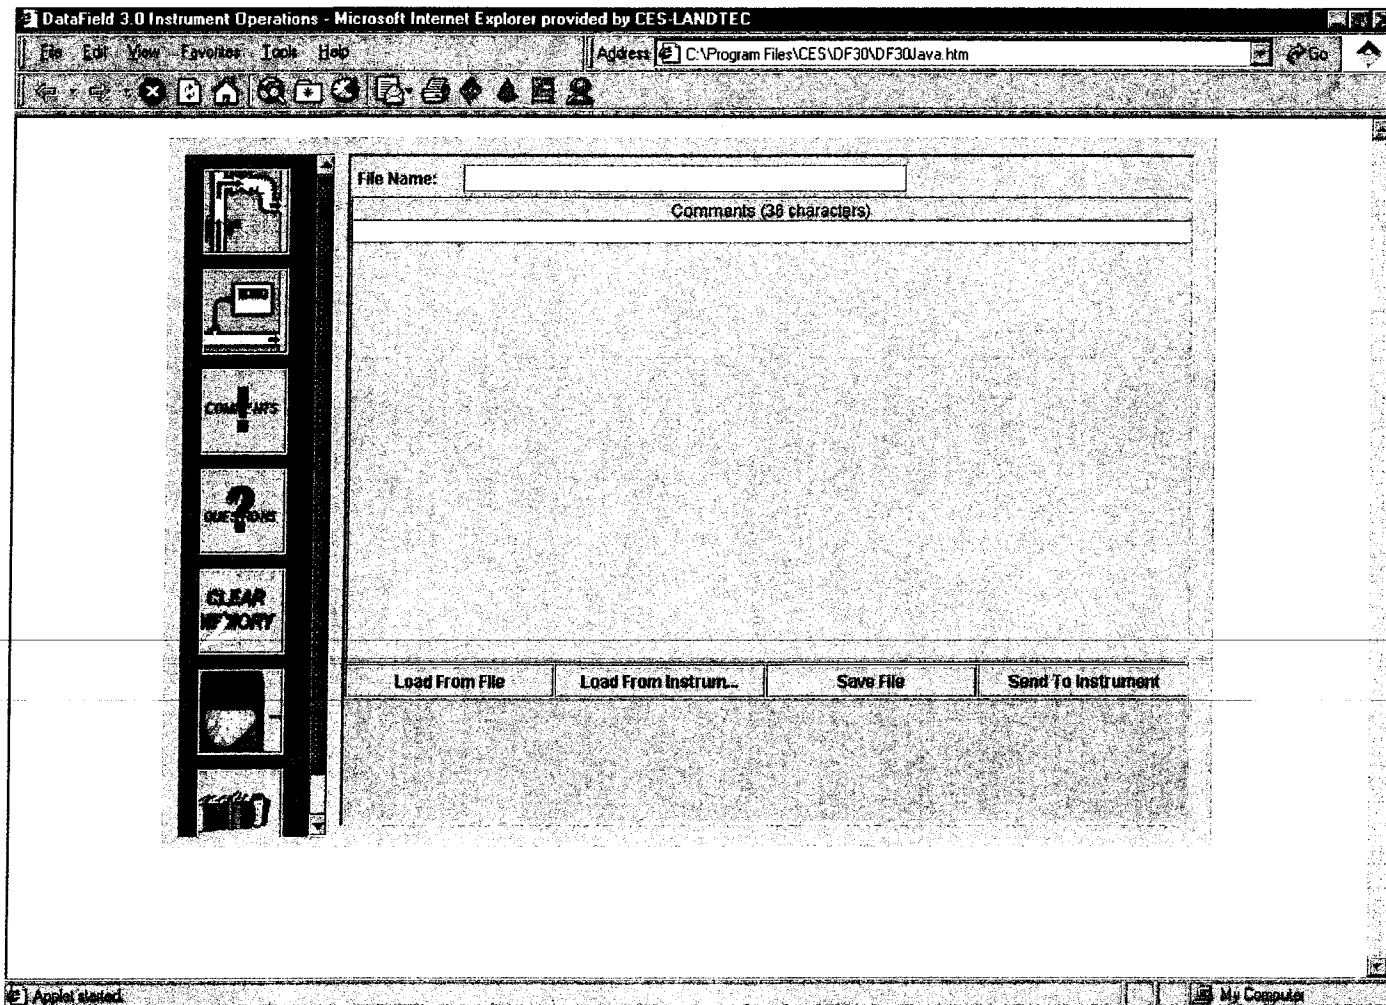 DataField 3.0 Instrument Operations - Microsoft Internet Explorer provided by CES-LANDTEC
File Edit View Favorites Tools Help
Address C:\Program Files\CES\DF30\DF30Java.htm Go
File Name:
Comments (36 characters)
COMMENTS
QUESTIONS
CLEAR
MEMORY
Load From File Load From Instrum... Save File Send To Instrument
Applet started. My Computer